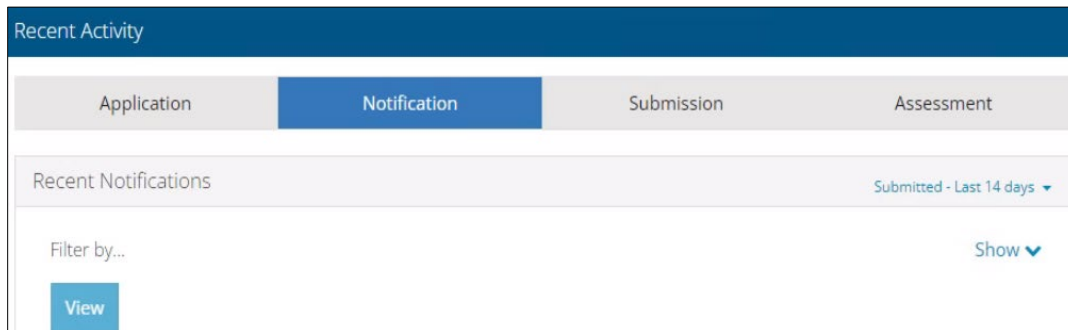 Recent Activity
Application Notification Submission Assessment
Recent Notifications Submitted - Last 14 days
Filter by... Show
View